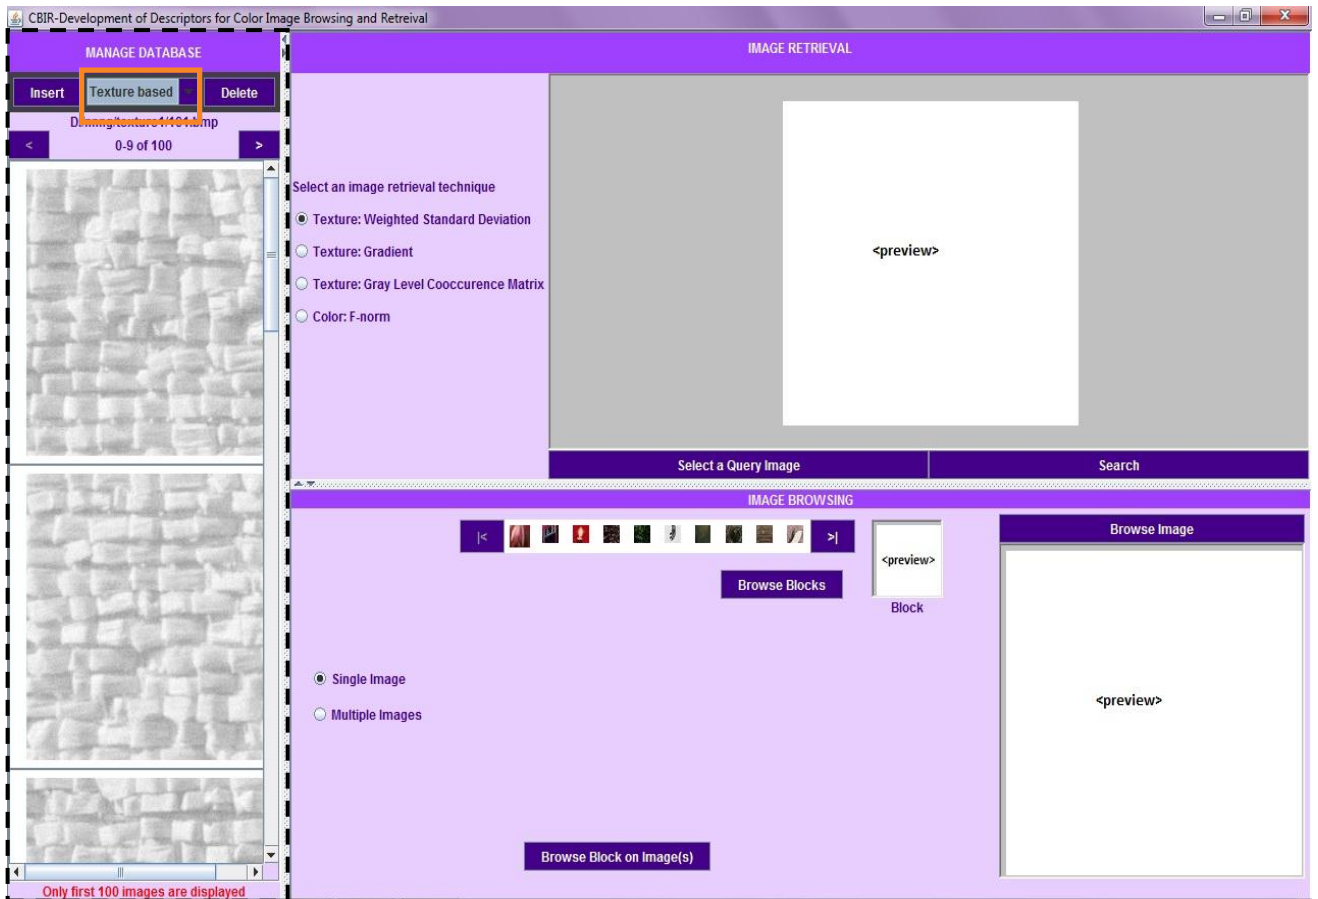 CBIR-Development of Descriptors for Color Image Browsing and Retreival
MANAGE DATABASE
Insert
Texture based
Delete
0-9 of 100
<
>
Only first 100 images are displayed
IMAGE RETRIEVAL
Select an image retrieval technique
Texture: Weighted Standard Deviation
Texture: Gradient
Texture: Gray Level Cooccurence Matrix
Color: F-norm
<preview>
Select a Query Image
Search
IMAGE BROWSING
|<
>|
Browse Blocks
<preview>
Block
Single Image
Multiple Images
Browse Block on Image(s)
Browse Image
<preview>